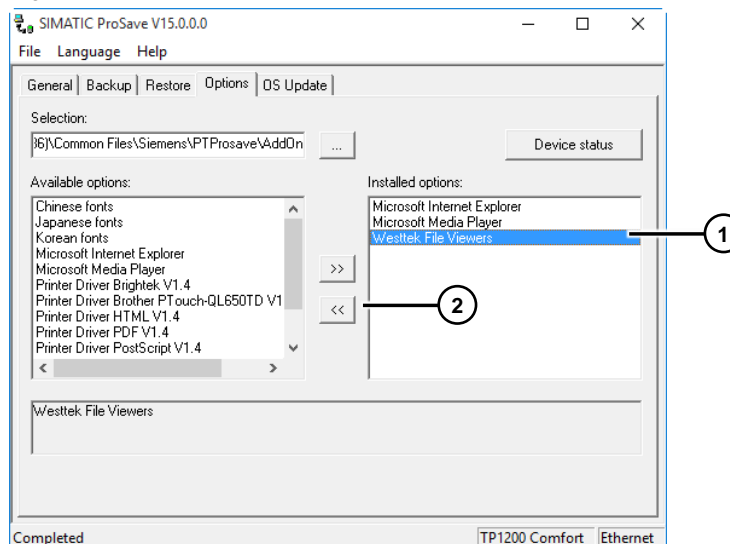 SIMATIC ProSave V15.0.0.0
File Language Help
General Backup Restore Options OS Update
Selection:
36)\Common Files\Siemens\PTProsave\AddOn
...
Device status
Available options:
Installed options:
Chinese fonts
Japanese fonts
Korean fonts
Microsoft Internet Explorer
Microsoft Media Player
Printer Driver Brightek V1.4
Printer Driver Brother PTouch-QL650TD V1
Printer Driver HTML V1.4
Printer Driver PDF V1.4
Printer Driver PostScript V1.4
>>
<<
Microsoft Internet Explorer
Microsoft Media Player
Westtek File Viewers
1
2
Westtek File Viewers
Completed
TP1200 Comfort
Ethernet